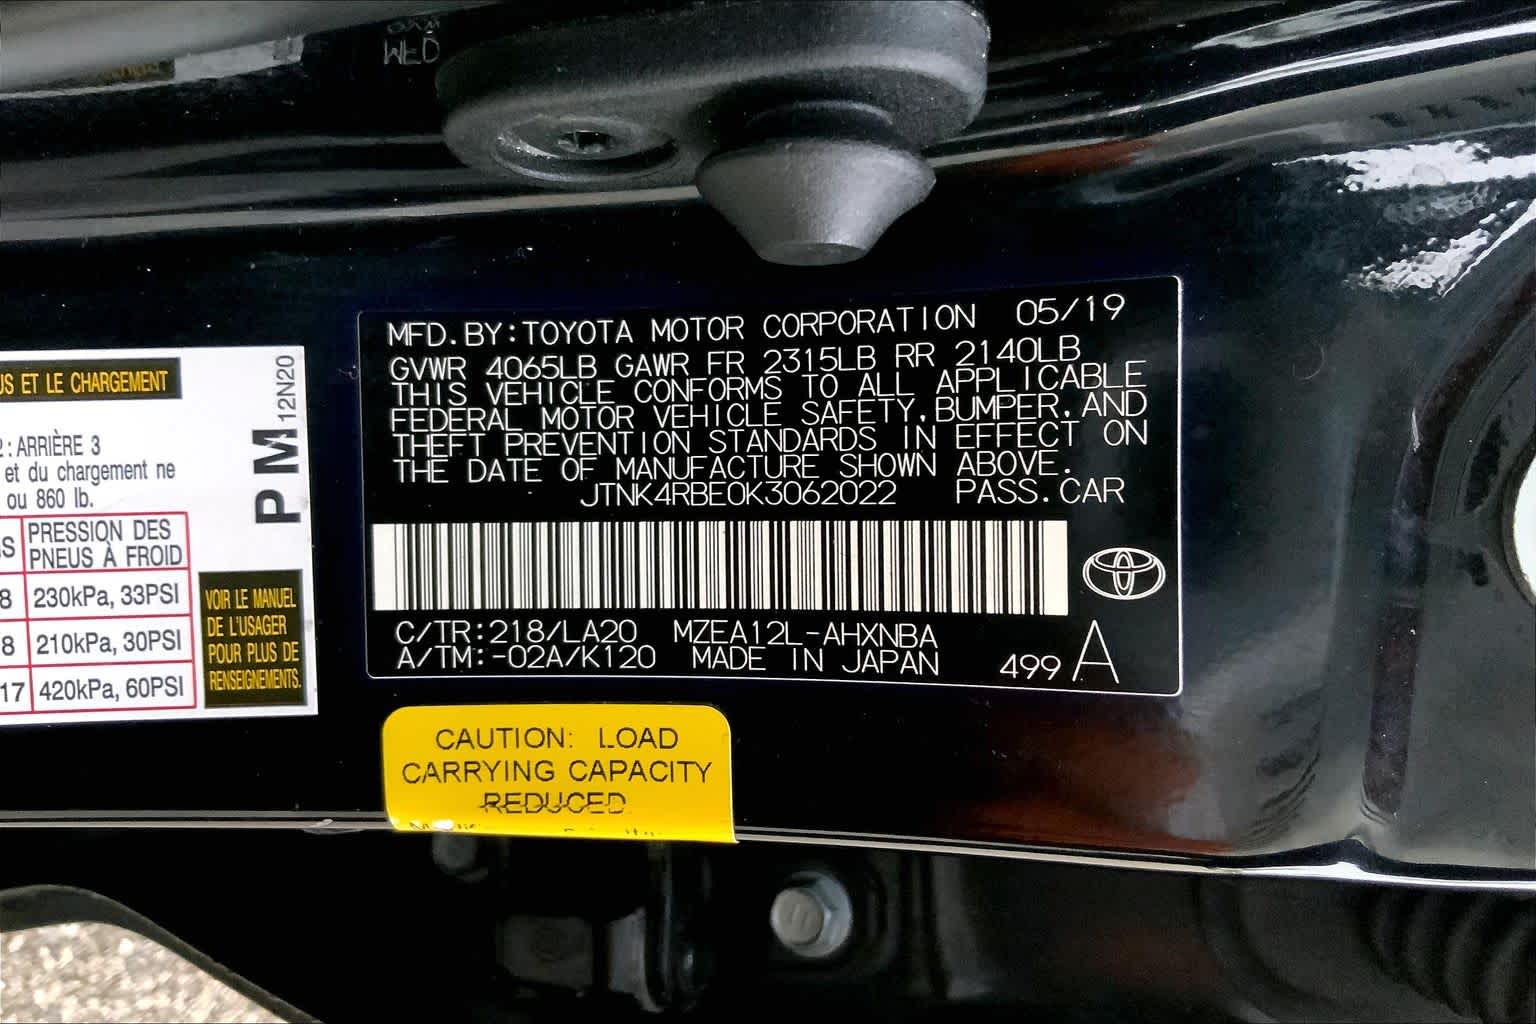 US ET LE CHARGEMENT
12N20
PM
2: ARRIÈRE 3
et du chargement ne
ou 860 lb.
PRESSION DES
PNEUS À FROID
8 230kPa, 33PSI
8 210kPa, 30PSI
17 420kPa, 60PSI
VOIR LE MANUEL
DE L'USAGER
POUR PLUS DE
RENSEIGNEMENTS.
MFD.BY:TOYOTA MOTOR CORPORATION 05/19
GVWR 4065LB GAWR FR 2315LB RR 2140LB
THIS VEHICLE CONFORMS TO ALL APPLICABLE
FEDERAL MOTOR VEHICLE SAFETY,BUMPER,AND
THEFT PREVENTION STANDARDS IN EFFECT ON
THE DATE OF MANUFACTURE SHOWN ABOVE.
JTNK4RBE0K3062022 PASS.CAR
C/TR:218/LA20 MZEA12L-AHXNBA
A/TM:-02A/K120 MADE IN JAPAN 499 A
CAUTION: LOAD
CARRYING CAPACITY
REDUCED